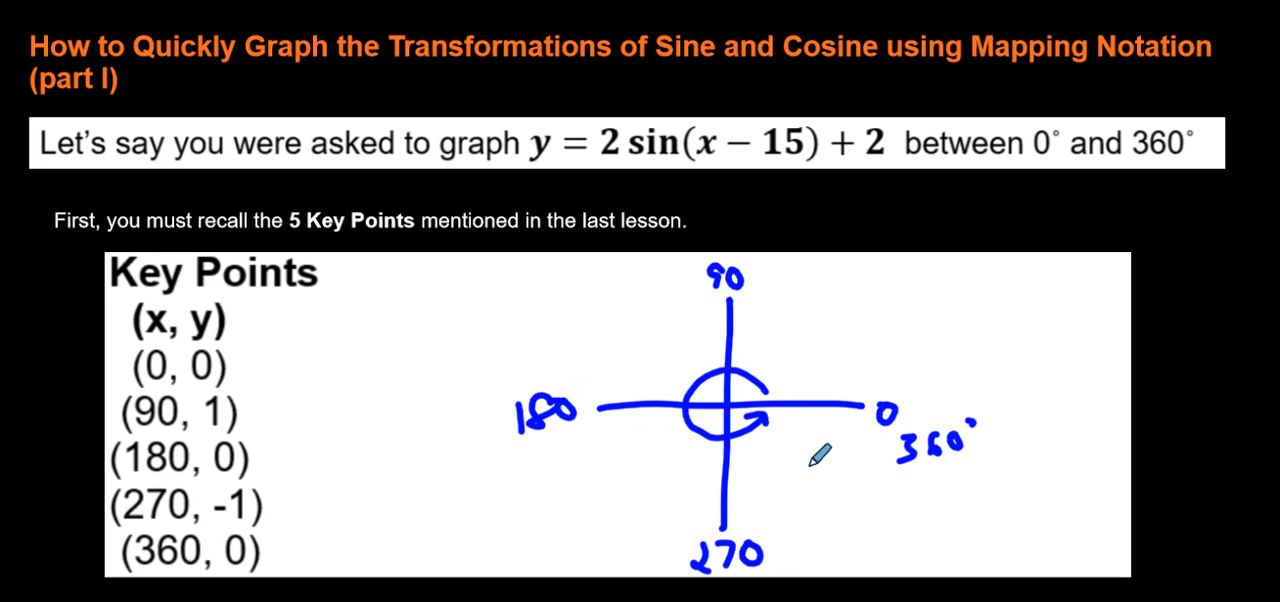 How to Quickly Graph the Transformations of Sine and Cosine using Mapping Notation
(part I)
Let's say you were asked to graph y = 2 sin(x − 15) + 2 between 0° and 360°
First, you must recall the 5 Key Points mentioned in the last lesson.
Key Points
(x, y)
(0, 0)
(90, 1)
(180, 0)
(270, -1)
(360, 0)
90
180
0
360°
270